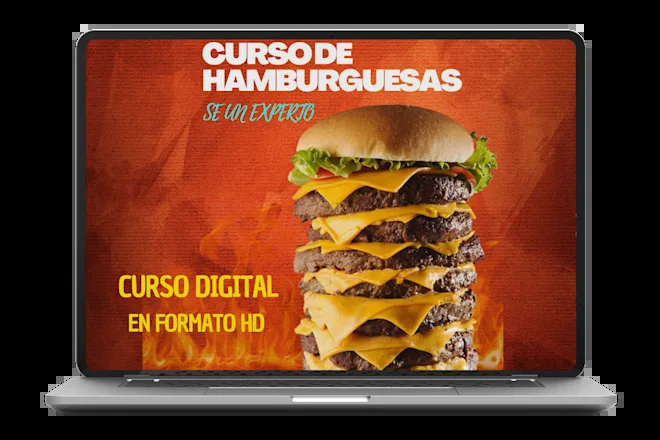 CURSO DE
HAMBURGUESAS
SE UN EXPERTO
CURSO DIGITAL
EN FORMATO HD